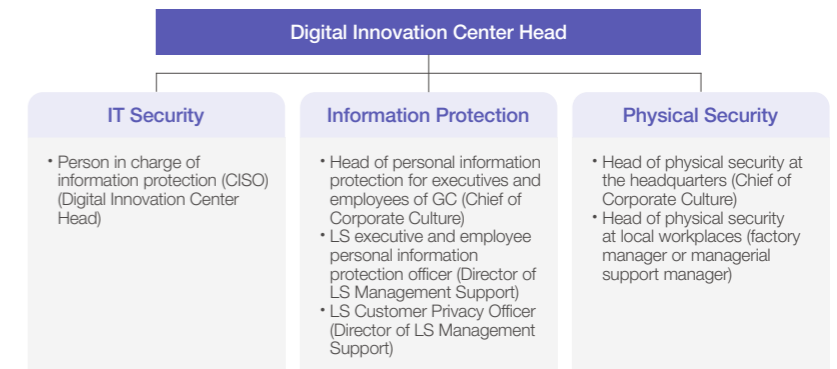 Digital Innovation Center Head
IT Security
• Person in charge of
information protection (CISO)
(Digital Innovation Center
Head)
Information Protection
• Head of personal information
protection for executives and
employees of GC (Chief of
Corporate Culture)
• LS executive and employee
personal information
protection officer (Director of
LS Management Support)
• LS Customer Privacy Officer
(Director of LS Management
Support)
Physical Security
• Head of physical security at
the headquarters (Chief of
Corporate Culture)
• Head of physical security
at local workplaces (factory
manager or managerial
support manager)